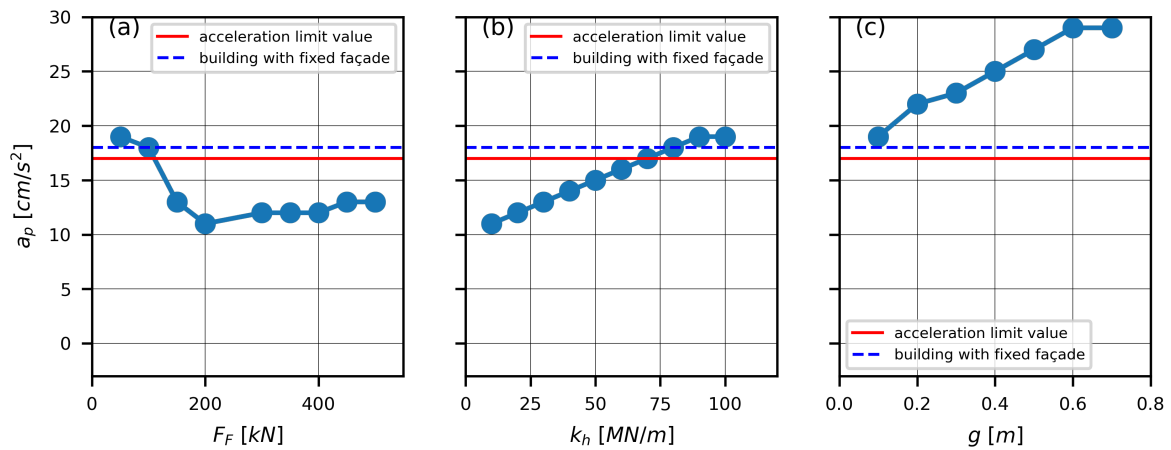 (a)
acceleration limit value
building with fixed façade
30
25
20
15
10
5
0
a_p [cm/s²]
0 200 400
F_F [kN]
(b)
acceleration limit value
building with fixed façade
0 25 50 75 100
k_h [MN/m]
(c)
acceleration limit value
building with fixed façade
0.0 0.2 0.4 0.6 0.8
g [m]